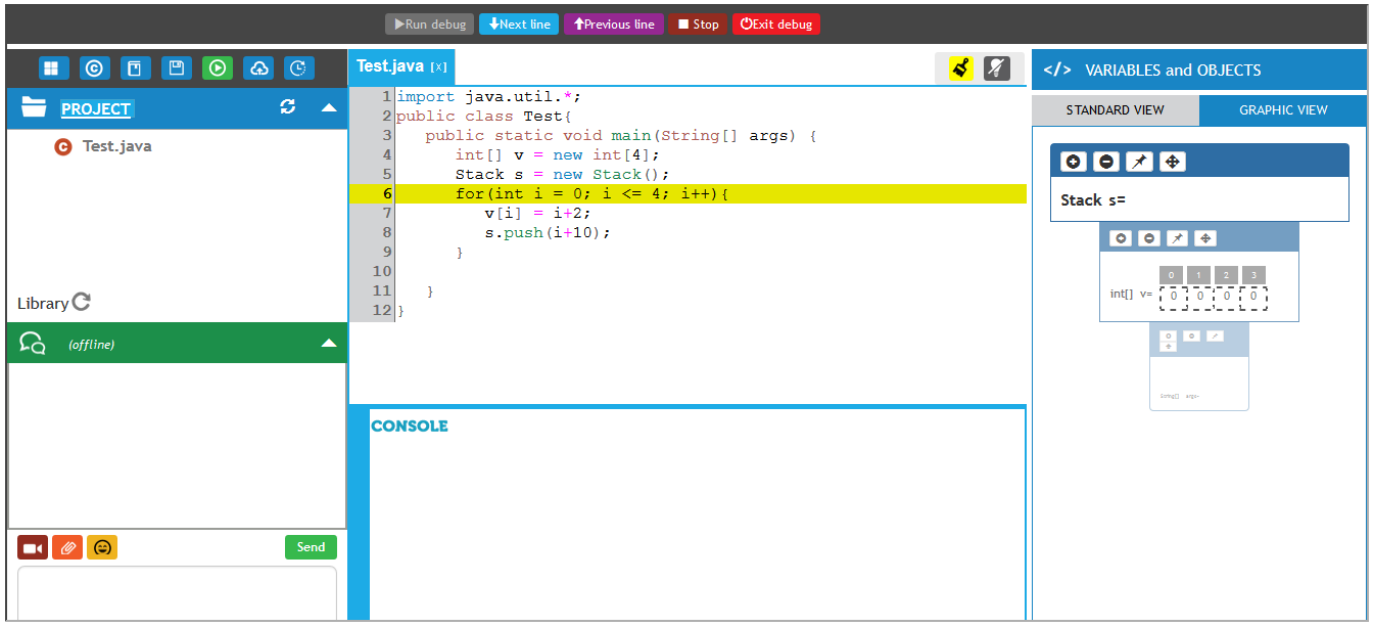 Run debug Next line Previous line Stop Exit debug
PROJECT
Test.java
Library
(offline)
Send
Test.java [x]
1 import java.util.*;
2 public class Test{
3 public static void main(String[] args) {
4 int[] v = new int[4];
5 Stack s = new Stack();
6 for(int i = 0; i <= 4; i++){
7 v[i] = i+2;
8 s.push(i+10);
9 }
10
11 }
12 }
CONSOLE
</> VARIABLES and OBJECTS
STANDARD VIEW GRAPHIC VIEW
Stack s=
0 1 2 3
int[] v= 0 0 0 0
String[] args=